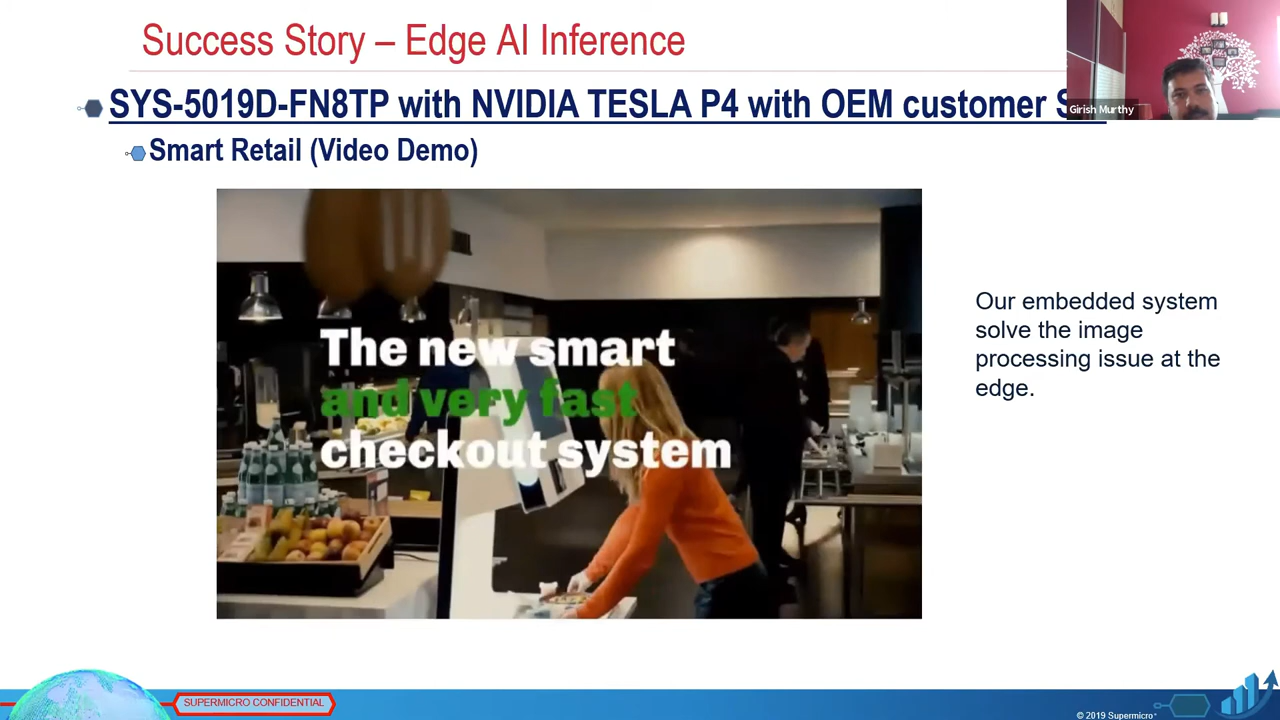 Success Story – Edge AI Inference
SYS-5019D-FN8TP with NVIDIA TESLA P4 with OEM customer
Girish Murthy
Smart Retail (Video Demo)
The new smart
and very fast
checkout system
Our embedded system
solve the image
processing issue at the
edge.
SUPERMICRO CONFIDENTIAL
© 2019 Supermicro